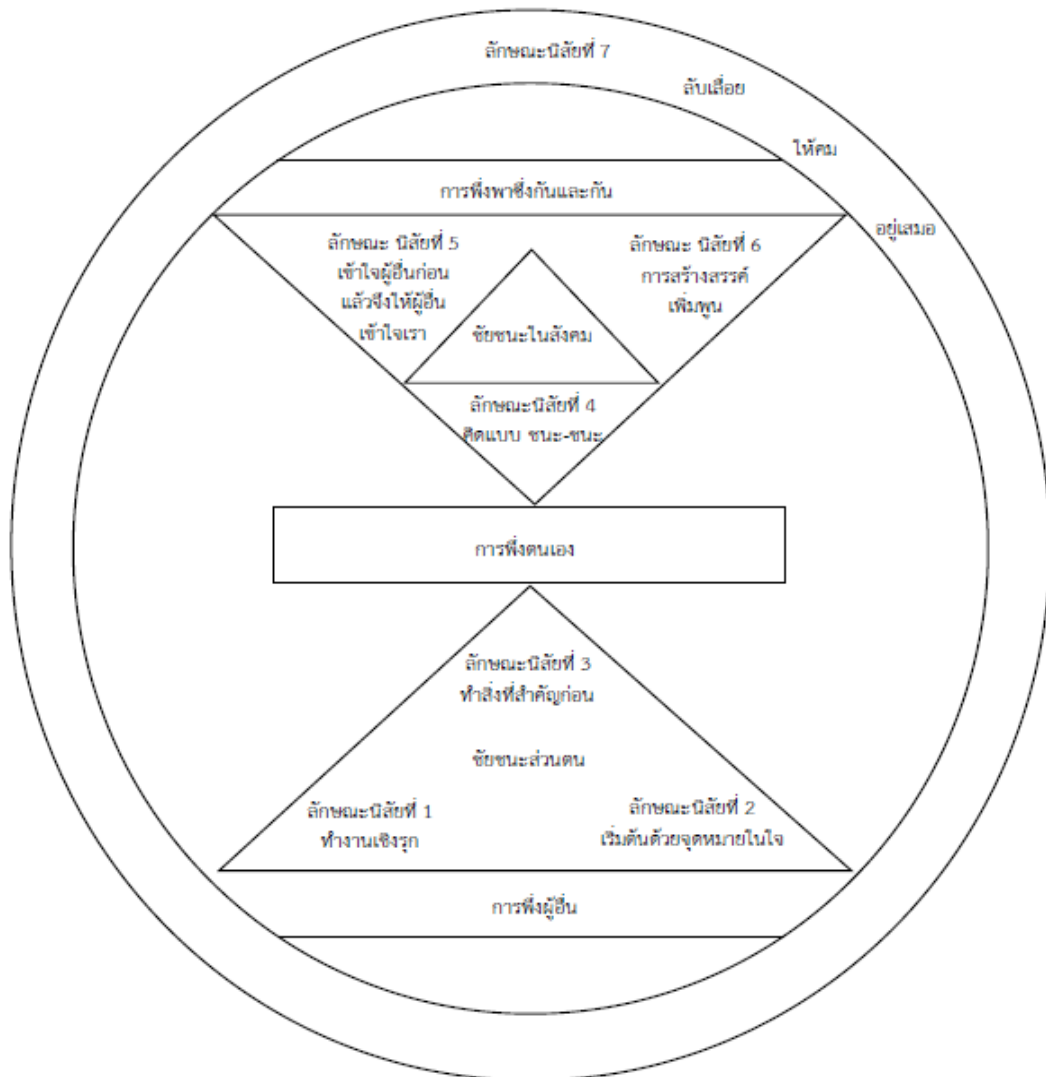 ลักษณะนิสัยที่ 7
ลับเลื่อย
ให้คม
อยู่เสมอ
การพึ่งพาซึ่งกันและกัน
ลักษณะ นิสัยที่ 5
เข้าใจผู้อื่นก่อน
แล้วจึงให้ผู้อื่น
เข้าใจเรา
ลักษณะ นิสัยที่ 6
การสร้างสรรค์
เพิ่มพูน
ชัยชนะในสังคม
ลักษณะนิสัยที่ 4
คิดแบบ ชนะ-ชนะ
การพึ่งตนเอง
ลักษณะนิสัยที่ 3
ทำสิ่งที่สำคัญก่อน
ชัยชนะส่วนตน
ลักษณะนิสัยที่ 1
ทำงานเชิงรุก
ลักษณะนิสัยที่ 2
เริ่มต้นด้วยจุดหมายในใจ
การพึ่งผู้อื่น